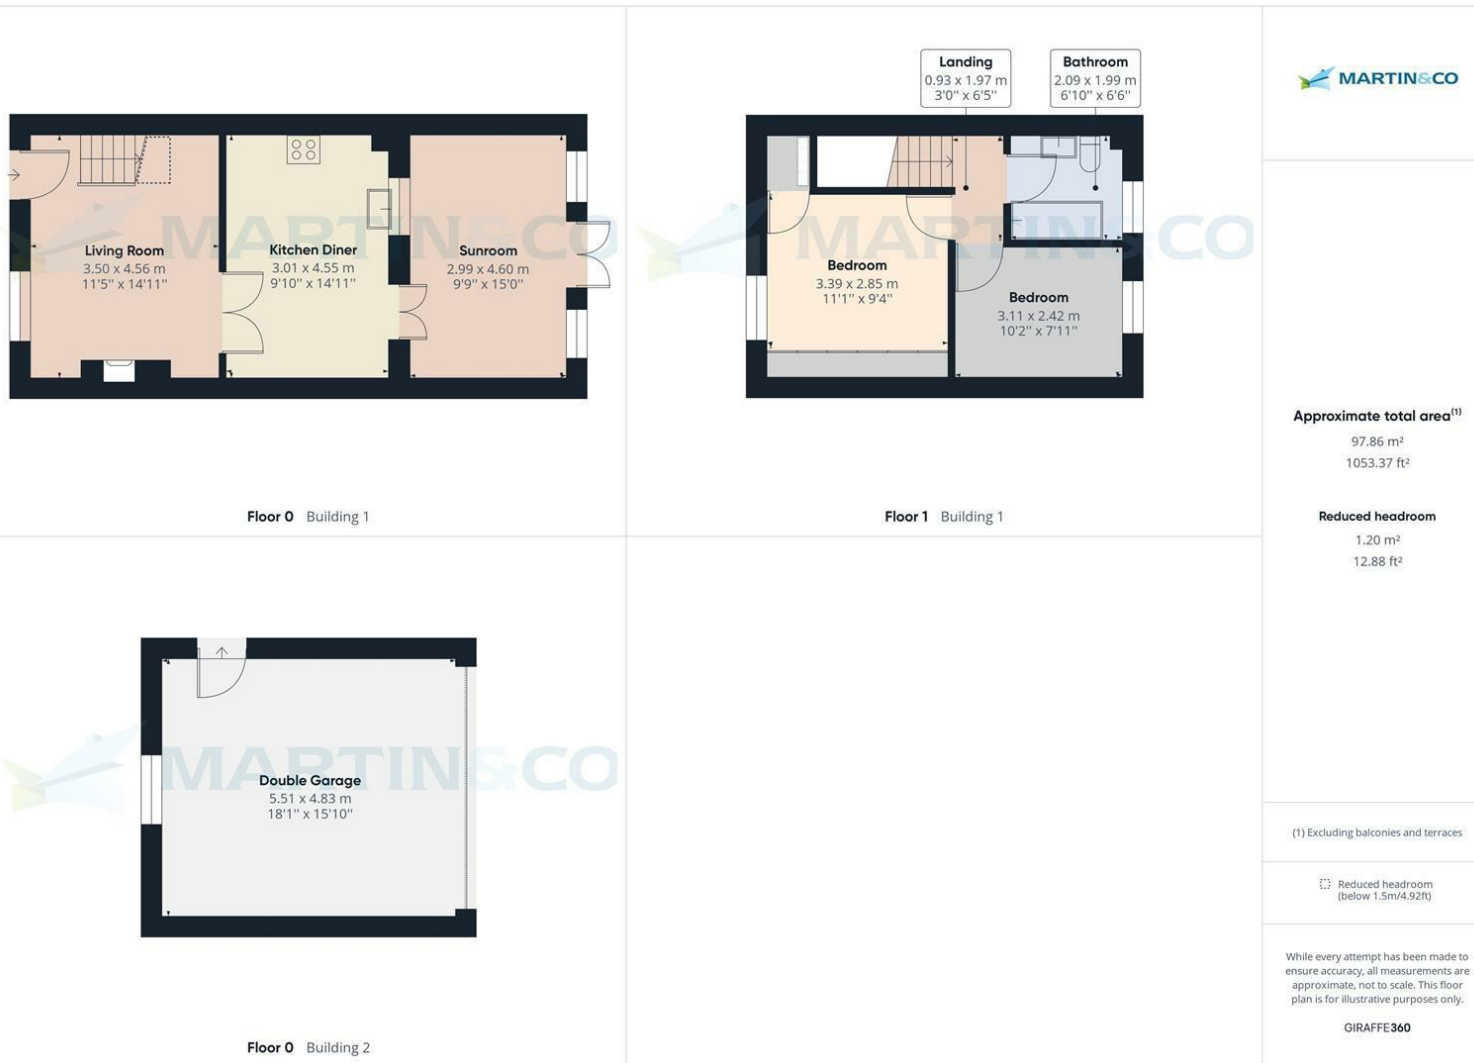 Living Room
3.50 x 4.56 m
11'5" x 14'11"
Kitchen Diner
3.01 x 4.55 m
9'10" x 14'11"
Sunroom
2.99 x 4.60 m
9'9" x 15'0"
MARTIN&CO
Floor 0 Building 1
Landing
0.93 x 1.97 m
3'0" x 6'5"
Bathroom
2.09 x 1.99 m
6'10" x 6'6"
Bedroom
3.39 x 2.85 m
11'1" x 9'4"
Bedroom
3.11 x 2.42 m
10'2" x 7'11"
MARTIN&CO
Floor 1 Building 1
Double Garage
5.51 x 4.83 m
18'1" x 15'10"
MARTIN&CO
Floor 0 Building 2
MARTIN&CO
Approximate total area(1)
97.86 m²
1053.37 ft²
Reduced headroom
1.20 m²
12.88 ft²
(1) Excluding balconies and terraces
Reduced headroom
(below 1.5m/4.92ft)
While every attempt has been made to
ensure accuracy, all measurements are
approximate, not to scale. This floor
plan is for illustrative purposes only.
GIRAFFE360